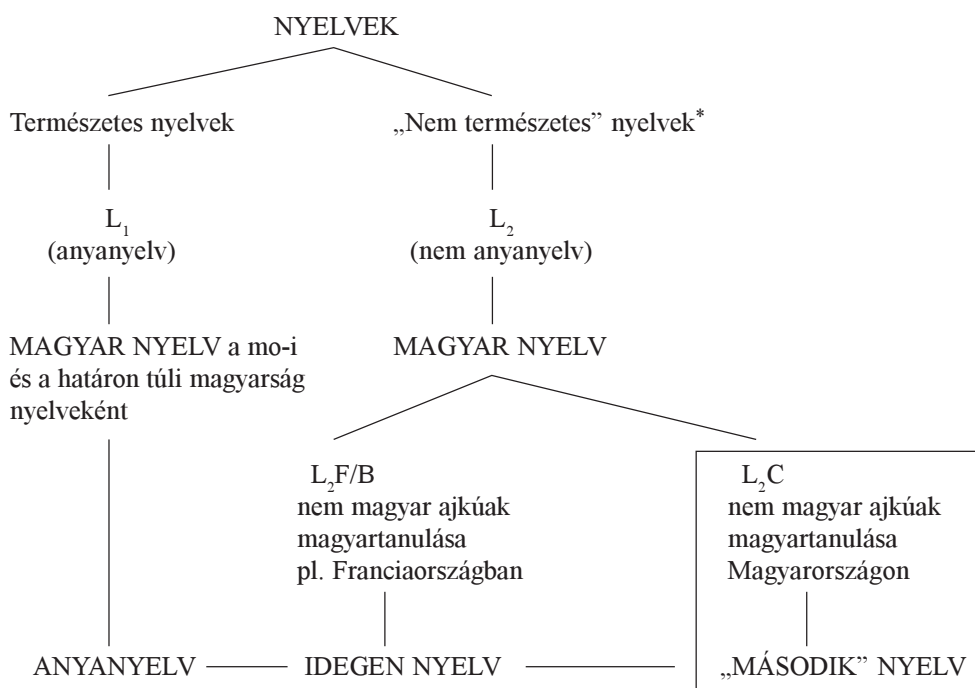 NYELVEK
Természetes nyelvek
„Nem természetes” nyelvek*
L₁
(anyanyelv)
L₂
(nem anyanyelv)
MAGYAR NYELV a mo-i
és a határon túli magyarság
nyelveként
MAGYAR NYELV
L₂F/B
nem magyar ajkúak
magyartanulása
pl. Franciaországban
L₂C
nem magyar ajkúak
magyartanulása
Magyarországon
ANYANYELV
IDEGEN NYELV
„MÁSODIK” NYELV